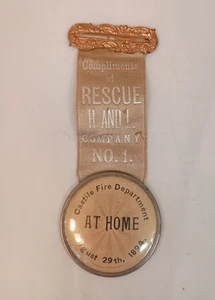 Compliments
of
RESCUE
H. AND L.
COMPANY
NO. 1.
Castile Fire Department
AT HOME
29th, 1894